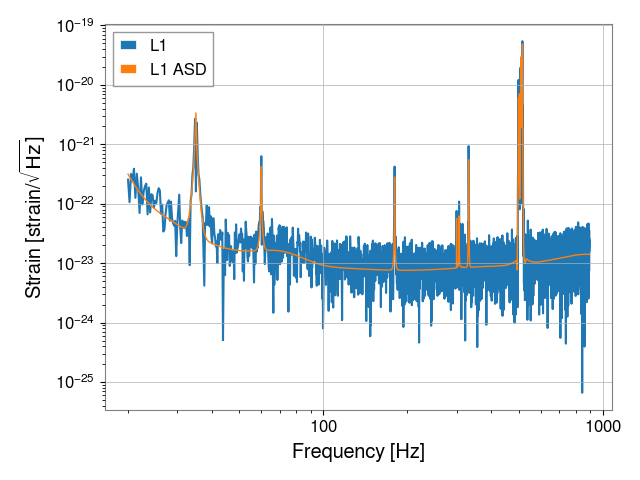 10⁻¹⁹
L1
L1 ASD
10⁻²⁰
10⁻²¹
10⁻²²
10⁻²³
10⁻²⁴
10⁻²⁵
Strain [strain/√Hz]
100
1000
Frequency [Hz]